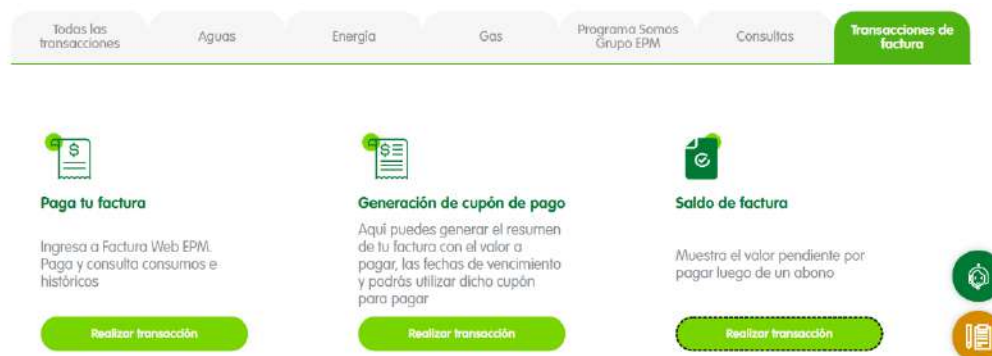 Todas las
transacciones
Aguas
Energía
Gas
Programa Somos
Grupo EPM
Consultas
Transacciones de
factura
$
$
Paga tu factura
Ingresa a Factura Web EPM.
Paga y consulta consumos e
históricos
Realizar transacción
Generación de cupón de pago
Aquí puedes generar el resumen
de tu factura con el valor a
pagar, las fechas de vencimiento
y podrás utilizar dicho cupón
para pagar
Realizar transacción
Saldo de factura
Muestra el valor pendiente por
pagar luego de un abono
Realizar transacción